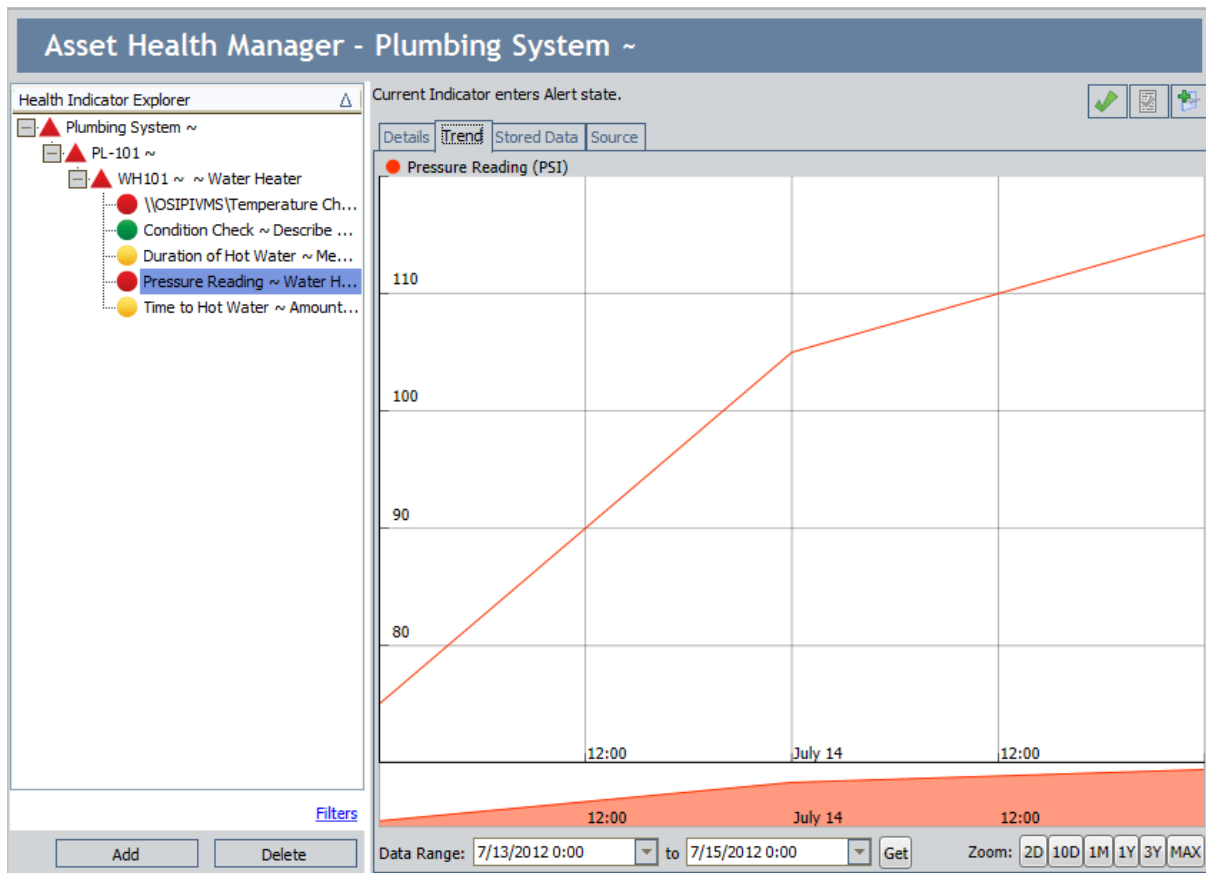 Asset Health Manager - Plumbing System ~
Health Indicator Explorer
Plumbing System ~
PL-101 ~
WH101 ~ ~ Water Heater
\\OSIPIVMS\Temperature Ch...
Condition Check ~ Describe ...
Duration of Hot Water ~ Me...
Pressure Reading ~ Water H...
Time to Hot Water ~ Amount...
Filters
Add
Delete
Current Indicator enters Alert state.
Details
Trend
Stored Data
Source
Pressure Reading (PSI)
110
100
90
80
12:00
July 14
12:00
12:00
July 14
12:00
Data Range:
7/13/2012 0:00
to
7/15/2012 0:00
Get
Zoom:
2D
10D
1M
1Y
3Y
MAX